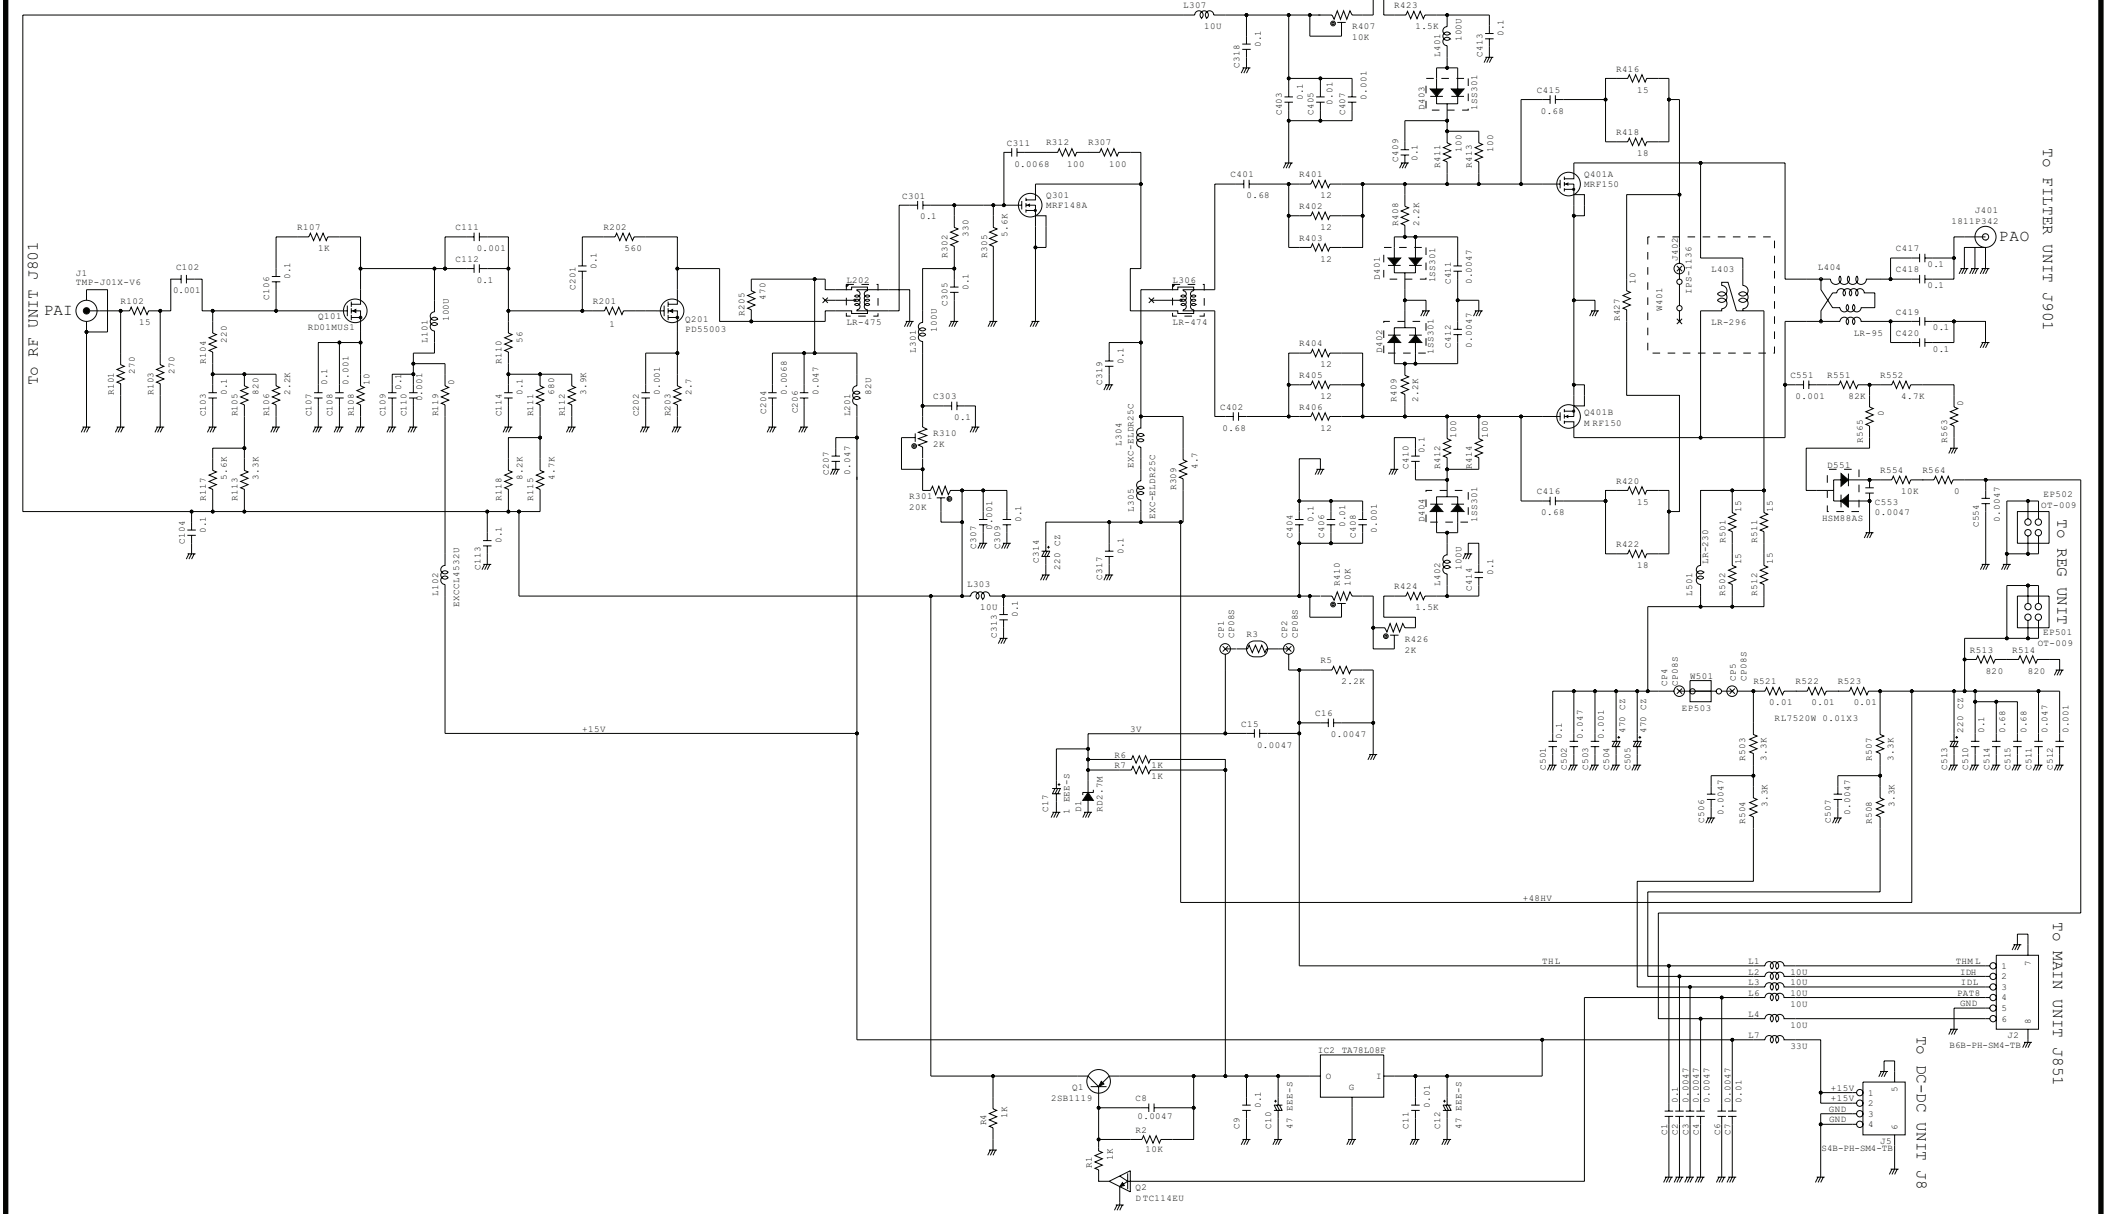 L307
10U
C318
0.1
R407
10K
R423
1.5K
L401
100U
C413
0.1
C403
0.1
C405
0.01
C407
0.001
D403
1SS301
R416
15
C415
0.68
R418
18
C409
0.1
R411
100
R413
100
C311
0.0068
R312
100
R307
100
C401
0.68
R401
12
R402
12
R403
12
R408
2.2K
Q401A
MRF150
Q301
MRF148A
C301
0.1
R302
330
R305
5.6K
C305
0.1
TO FILTER UNIT J901
J401
1811P342
PAO
C417
0.1
C418
0.1
C419
0.1
C420
0.1
L404
LR-95
L403
LR-296
J402
IPS-1136
W401
R427
10
D401
1SS301
C411
0.0047
D402
1SS301
C412
0.0047
TO RF UNIT J801
J1
TMP-J01X-V6
PAI
R102
15
C102
0.001
R107
1K
C106
0.1
Q101
RD01MUS1
C111
0.001
C112
0.1
L101
100U
R202
560
C201
0.1
R201
1
Q201
PD55003
R205
470
L202
LR-475
L301
100U
L306
LR-474
C319
0.1
R101
270
R103
270
R104
220
C103
0.1
R105
820
R106
2.2K
C107
0.1
C108
0.001
R108
10
C109
0.1
C110
0.001
R119
0
R110
56
C114
0.1
R111
680
R112
3.9K
C202
0.001
R203
2.7
C204
0.0068
C206
0.047
L201
82U
C207
0.047
C303
0.1
R310
2K
R301
20K
C307
0.001
C309
0.1
R404
12
R405
12
R406
12
R409
2.2K
C402
0.68
Q401B
MRF150
R117
5.6K
R113
3.3K
C104
0.1
R118
8.2K
R115
4.7K
C113
0.1
L102
EXCCL4532U
L304
EXC-ELDR25C
L305
EXC-ELDR25C
R309
4.7
C314
220 CZ
C317
0.1
C410
0.1
R412
100
R414
100
D404
1SS301
C404
0.1
C406
0.01
C408
0.001
L402
100U
C414
0.1
C416
0.68
R420
15
R422
18
C551
0.001
R551
82K
R552
4.7K
R565
0
R563
0
D551
HSM88AS
R554
10K
R564
0
C553
0.0047
C554
0.0047
EP502
OT-009
TO REG UNIT
EP501
OT-009
R501
15
R502
15
R511
15
R512
15
L501
LR-230
L303
10U
C313
0.1
R410
10K
R424
1.5K
R426
2K
CP1
CP08S
R3
CP2
CP08S
R5
2.2K
C16
0.0047
C15
0.0047
3V
R6
1K
R7
1K
C17
1 EEE-S
D1
RD2.7M
+15V
R513
820
R514
820
CP4
CP08S
W501
EP503
CP5
CP08S
R521
0.01
R522
0.01
R523
0.01
RL7520W 0.01X3
C501
0.1
C502
0.047
C503
0.001
C504
470 CZ
C505
470 CZ
R503
3.3K
R504
3.3K
C506
0.0047
R507
3.3K
R508
3.3K
C507
0.0047
C513
220 CZ
C510
0.1
C514
0.68
C515
0.68
C511
0.047
C512
0.001
+48HV
THL
L1
L2
10U
L3
10U
L6
10U
10U
L4
10U
L7
33U
THML
1
IDH
2
IDL
3
PAT8
4
GND
5
6
7
8
J2
B6B-PH-SM4-TB
TO MAIN UNIT J851
C1
0.1
C2
0.0047
C3
0.0047
C4
0.0047
C6
C7
0.01
+15V
1
+15V
2
GND
3
GND
4
5
6
J5
S4B-PH-SM4-TB
TO DC-DC UNIT J8
IC2 TA78L08F
O
G
I
Q1
2SB1119
R4
1K
C8
0.0047
R2
10K
R1
1K
Q2
DTC114EU
C9
0.1
C10
47 EEE-S
C11
0.01
C12
47 EEE-S